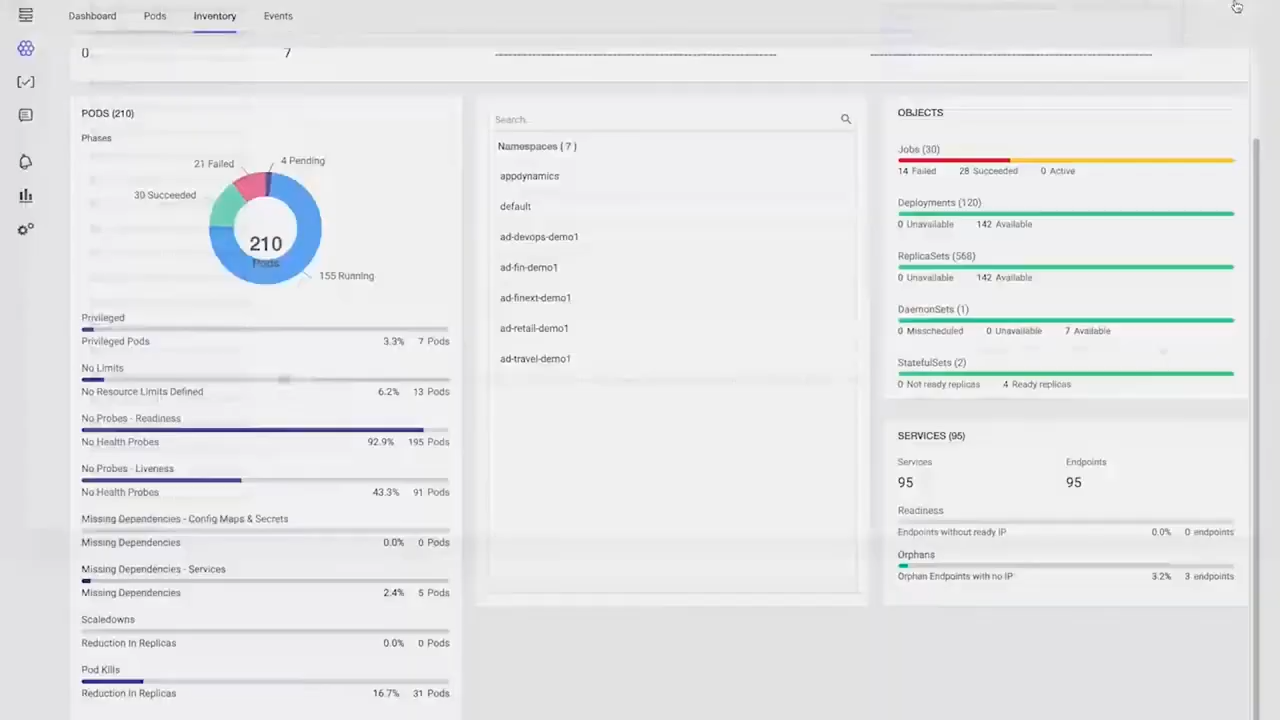 Dashboard Pods Inventory Events
0 7
PODS (210)
Phases
21 Failed
4 Pending
30 Succeeded
210
Pods
155 Running
Privileged
Privileged Pods 3.3% 7 Pods
No Limits
No Resource Limits Defined 6.2% 13 Pods
No Probes - Readiness
No Health Probes 92.9% 195 Pods
No Probes - Liveness
No Health Probes 43.3% 91 Pods
Missing Dependencies - Config Maps & Secrets
Missing Dependencies 0.0% 0 Pods
Missing Dependencies - Services
Missing Dependencies 2.4% 5 Pods
Scaledowns
Reduction In Replicas 0.0% 0 Pods
Pod Kills
Reduction In Replicas 16.7% 31 Pods
Search..
Namespaces ( 7 )
appdynamics
default
ad-devops-demo1
ad-fin-demo1
ad-finext-demo1
ad-retail-demo1
ad-travel-demo1
OBJECTS
Jobs (30)
14 Failed 28 Succeeded 0 Active
Deployments (120)
0 Unavailable 142 Available
ReplicaSets (568)
0 Unavailable 142 Available
DaemonSets (1)
0 Misscheduled 0 Unavailable 7 Available
StatefulSets (2)
0 Not ready replicas 4 Ready replicas
SERVICES (95)
Services Endpoints
95 95
Readiness
Endpoints without ready IP 0.0% 0 endpoints
Orphans
Orphan Endpoints with no IP 3.2% 3 endpoints